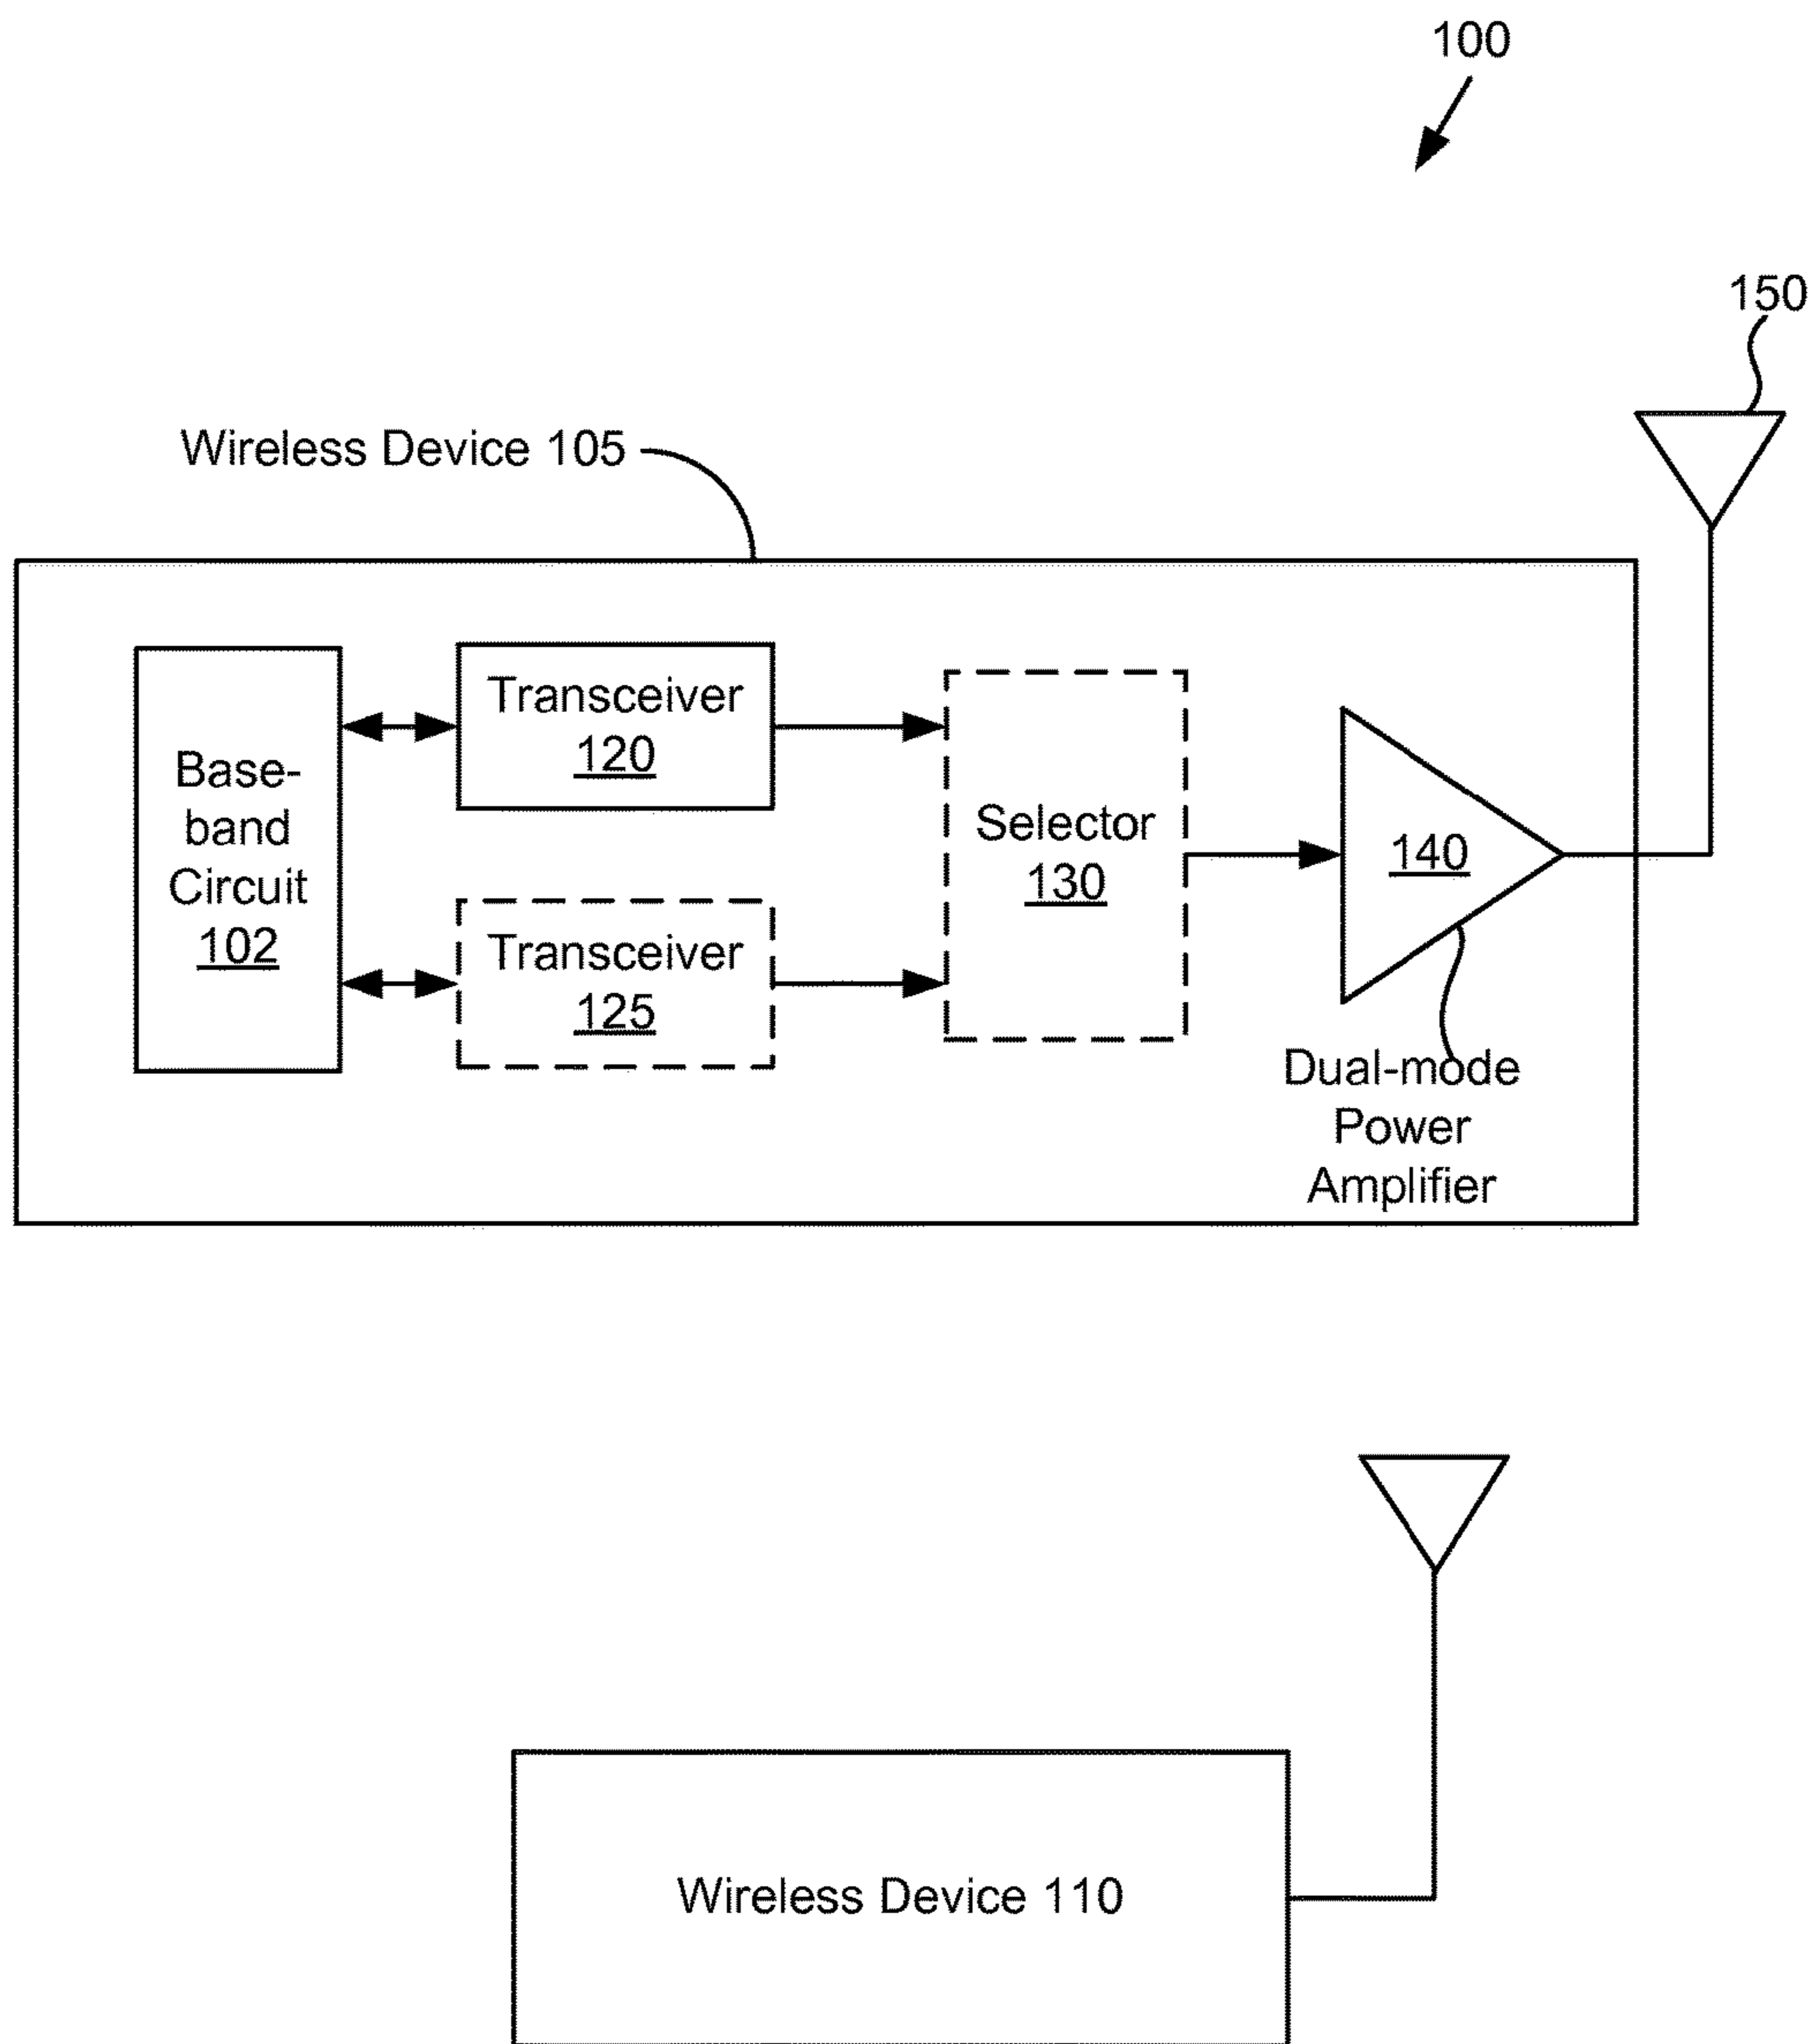 100
150
Wireless Device 105
Transceiver
120
Base-
band
Circuit
102
Selector
130
140
Transceiver
125
Dual-mode
Power
Amplifier
Wireless Device 110